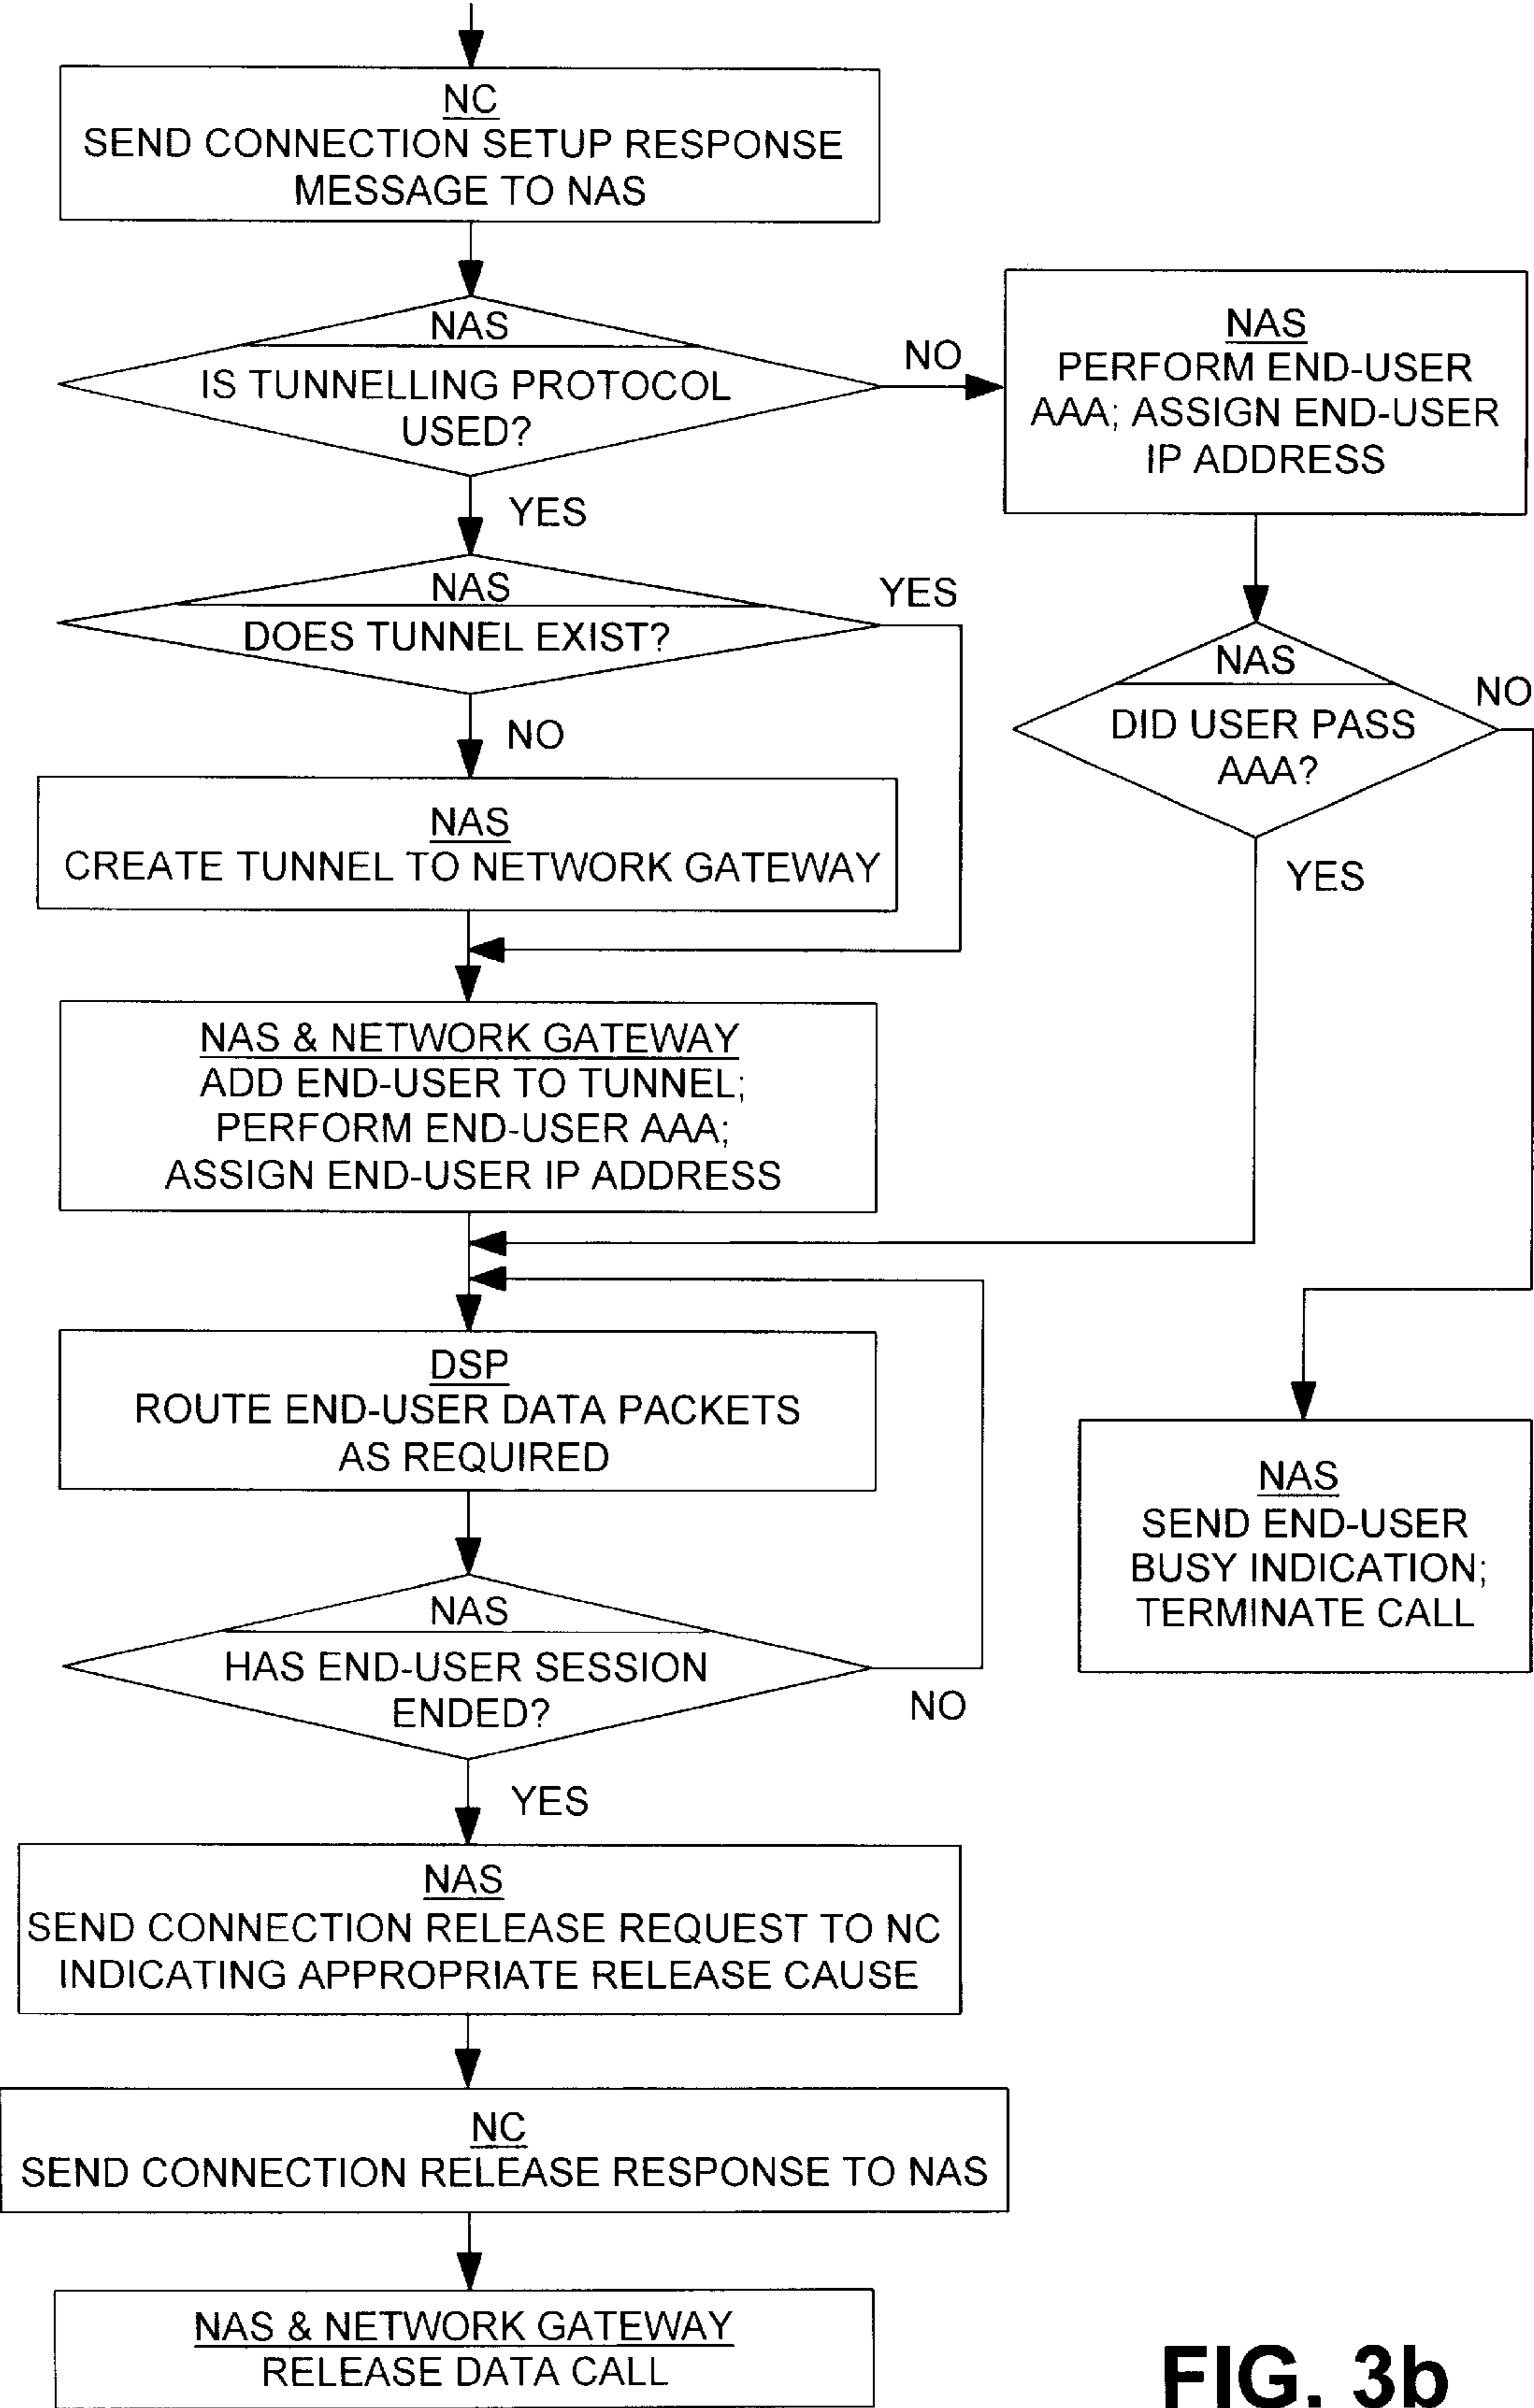 NC
SEND CONNECTION SETUP RESPONSE
MESSAGE TO NAS
NAS
IS TUNNELLING PROTOCOL
USED?
NO
YES
NAS
PERFORM END-USER
AAA; ASSIGN END-USER
IP ADDRESS
NAS
DOES TUNNEL EXIST?
YES
NO
NAS
DID USER PASS
AAA?
NO
YES
NAS
CREATE TUNNEL TO NETWORK GATEWAY
NAS & NETWORK GATEWAY
ADD END-USER TO TUNNEL;
PERFORM END-USER AAA;
ASSIGN END-USER IP ADDRESS
DSP
ROUTE END-USER DATA PACKETS
AS REQUIRED
NAS
SEND END-USER
BUSY INDICATION;
TERMINATE CALL
NAS
HAS END-USER SESSION
ENDED?
NO
YES
NAS
SEND CONNECTION RELEASE REQUEST TO NC
INDICATING APPROPRIATE RELEASE CAUSE
NC
SEND CONNECTION RELEASE RESPONSE TO NAS
NAS & NETWORK GATEWAY
RELEASE DATA CALL
FIG. 3b